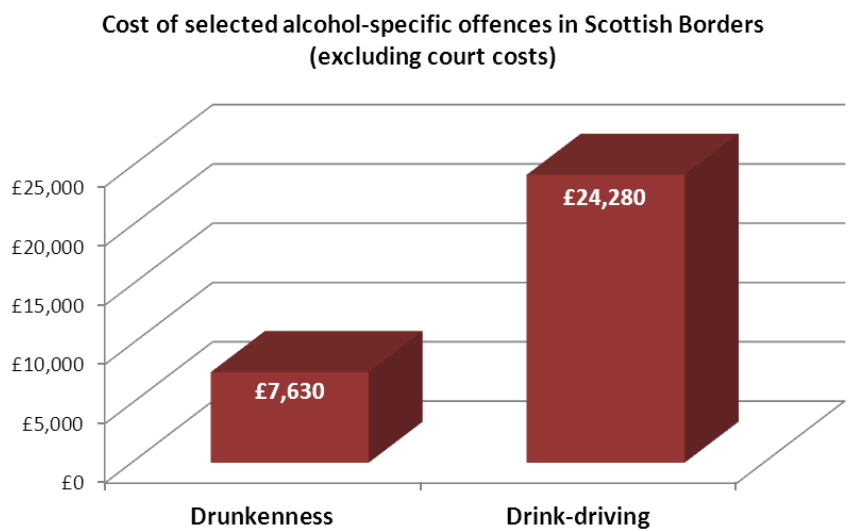 Cost of selected alcohol-specific offences in Scottish Borders
(excluding court costs)
£25,000
£20,000
£15,000
£10,000
£5,000
£0
£7,630
£24,280
Drunkenness
Drink-driving